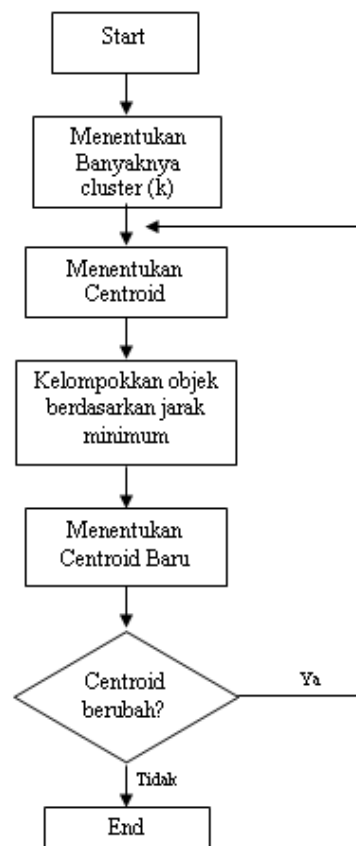 Start
Menentukan
Banyaknya
cluster (k)
Menentukan
Centroid
Kelompokkan objek
berdasarkan jarak
minimum
Menentukan
Centroid Baru
Centroid
berubah?
Ya
Tidak
End